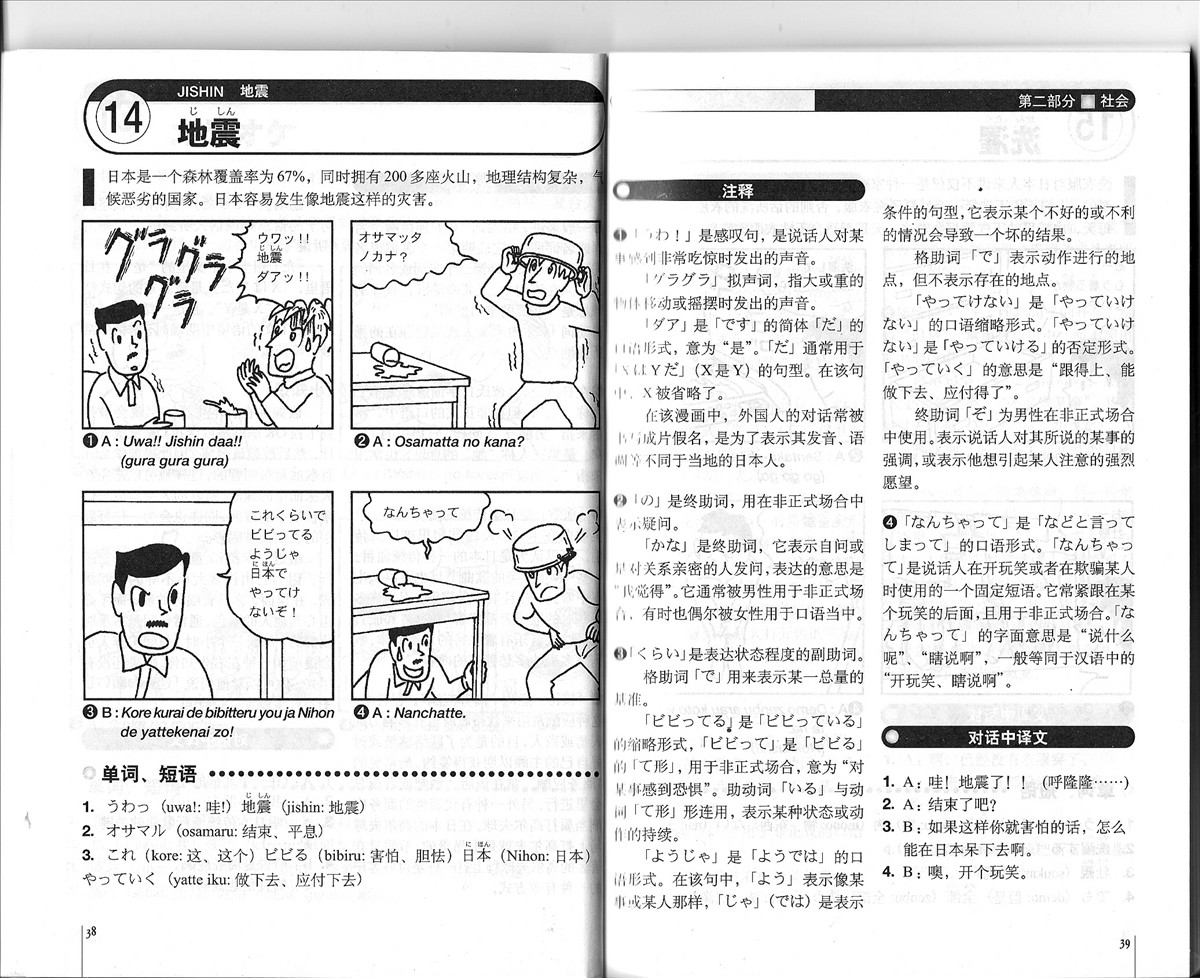 JISHIN 地震
14
じ しん
地震
日本是一个森林覆盖率为67%，同时拥有200多座火山，地理结构复杂，气
候恶劣的国家。日本容易发生像地震这样的灾害。
グラグラ
グラ
ウワッ!!
じしん
地震
ダアッ!!
オサマッタ
ノカナ？
❶ A : Uwa!! Jishin daa!!
(gura gura gura)
❷ A : Osamatta no kana?
これくらいで
ビビってる
ようじゃ
にほん
日本で
やってけ
ないぞ！
なんちゃって
❸ B : Kore kurai de bibitteru you ja Nihon
de yattekenai zo!
❹ A : Nanchatte.
单词、短语
じ しん
1. うわっ（uwa!: 哇!）地震（jishin: 地震）
2. オサマル（osamaru: 结束、平息）
に ほん
3. これ（kore: 这、这个）ビビる（bibiru: 害怕、胆怯）日本（Nihon: 日本）
やっていく（yatte iku: 做下去、应付下去）
38
第二部分 社会
注释
❶「うわ！」是感叹句，是说话人对某
事感到非常吃惊时发出的声音。
「グラグラ」拟声词，指大或重的
物体移动或摇摆时发出的声音。
「ダア」是「です」的简体「だ」的
口语形式，意为“是”。「だ」通常用于
「XはYだ」（X是Y）的句型。在该句
中，X被省略了。
在该漫画中，外国人的对话常被
书写成片假名，是为了表示其发音、语
调等不同于当地的日本人。
❷「の」是终助词，用在非正式场合中
表示疑问。
「かな」是终助词，它表示自问或
是对关系亲密的人发问，表达的意思是
“我觉得”。它通常被男性用于非正式场
合，有时也偶尔被女性用于口语当中。
❸「くらい」是表达状态程度的副助词。
格助词「で」用来表示某一总量的
基准。
「ビビってる」是「ビビっている」
的缩略形式，「ビビって」是「ビビる」
的「て形」，用于非正式场合，意为“对
某事感到恐惧”。助动词「いる」与动
词「て形」形连用，表示某种状态或动
作的持续。
「ようじゃ」是「ようでは」的口
语形式。在该句中，「よう」表示像某
事或某人那样，「じゃ」（では）是表示
条件的句型，它表示某个不好的或不利
的情况会导致一个坏的结果。
格助词「で」表示动作进行的地
点，但不表示存在的地点。
「やってけない」是「やっていけ
ない」的口语缩略形式。「やっていけ
ない」是「やっていける」的否定形式。
「やっていく」的意思是“跟得上、能
做下去、应付得了”。
终助词「ぞ」为男性在非正式场合
中使用。表示说话人对其所说的某事的
强调，或表示他想引起某人注意的强烈
愿望。
❹「なんちゃって」是「などと言って
しまって」的口语形式。「なんちゃっ
て」是说话人在开玩笑或者在欺骗某人
时使用的一个固定短语。它常紧跟在某
个玩笑的后面，且用于非正式场合。「な
んちゃって」的字面意思是“说什么
呢”、“瞎说啊”，一般等同于汉语中的
“开玩笑、瞎说啊”。
对话中译文
1. A：哇！地震了！！（呼隆隆……）
2. A：结束了吧？
3. B：如果这样你就害怕的话，怎么
能在日本呆下去啊。
4. B：噢，开个玩笑。
39